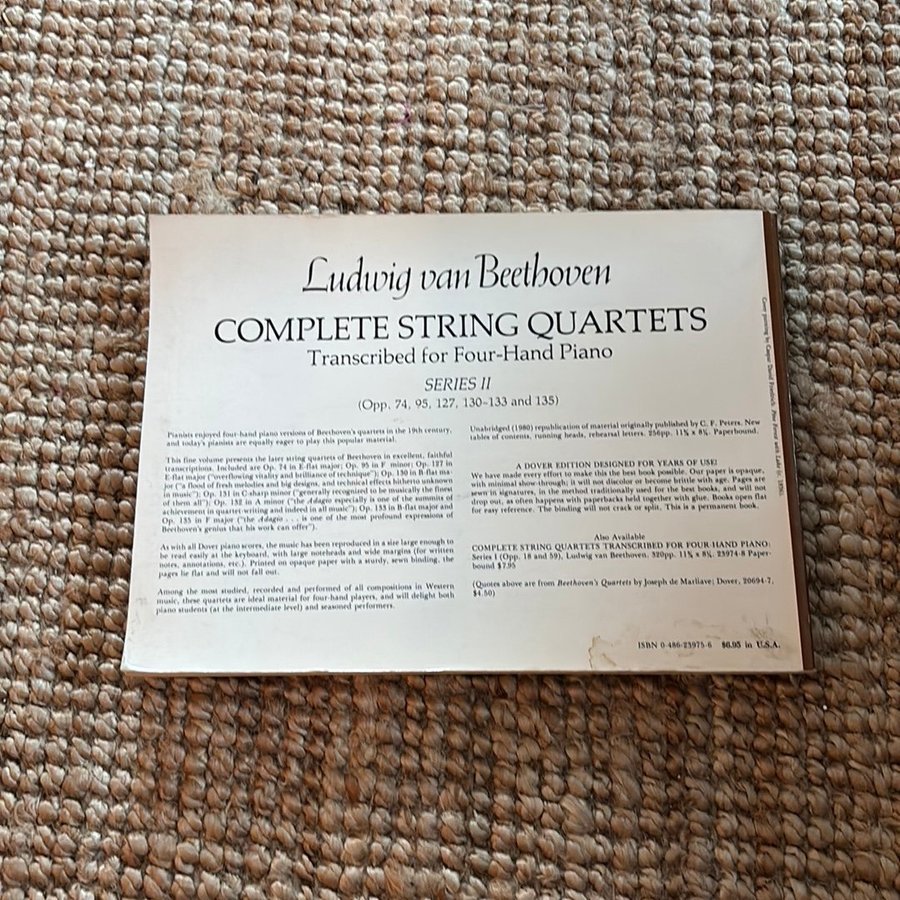 Ludwig van Beethoven
COMPLETE STRING QUARTETS
Transcribed for Four-Hand Piano
SERIES II
(Opp. 74, 95, 127, 130–133 and 135)
Pianists enjoyed four-hand piano versions of Beethoven's quartets in the 19th century,
and today's pianists are equally eager to play this popular material.
This fine volume presents the later string quartets of Beethoven in excellent, faithful
transcriptions. Included are Op. 74 in E-flat major; Op. 95 in F minor; Op. 127 in
E-flat major ("overflowing vitality and brilliance of technique"); Op. 130 in B-flat ma-
jor ("a flood of fresh melodies and big designs, and technical effects hitherto unknown
in music"); Op. 131 in C-sharp minor ("generally recognized to be musically the finest
of them all"); Op. 132 in A minor ("the Adagio especially is one of the summits of
achievement in quartet writing and indeed in all music"); Op. 133 in B-flat major and
Op. 135 in F major ("the Adagio . . . is one of the most profound expressions of
Beethoven's genius that his work can offer").
As with all Dover piano scores, the music has been reproduced in a size large enough to
be read easily at the keyboard, with large noteheads and wide margins (for written
notes, annotations, etc.). Printed on opaque paper with a sturdy, sewn binding, the
pages lie flat and will not fall out.
Among the most studied, recorded and performed of all compositions in Western
music, these quartets are ideal material for four-hand players, and will delight both
piano students (at the intermediate level) and seasoned performers.
Unabridged (1980) republication of material originally published by C. F. Peters. New
tables of contents, running heads, rehearsal letters. 256pp. 11⅜ x 8¼. Paperbound.
A DOVER EDITION DESIGNED FOR YEARS OF USE!
We have made every effort to make this the best book possible. Our paper is opaque,
with minimal show-through; it will not discolor or become brittle with age. Pages are
sewn in signatures, in the method traditionally used for the best books, and will not
drop out, as often happens with paperbacks held together with glue. Books open flat
for easy reference. The binding will not crack or split. This is a permanent book.
Also Available
COMPLETE STRING QUARTETS TRANSCRIBED FOR FOUR-HAND PIANO:
Series I (Opp. 18 and 59), Ludwig van Beethoven. 320pp. 11⅜ x 8¼. 23974-8 Paper-
bound $7.95
(Quotes above are from Beethoven's Quartets by Joseph de Marliave; Dover, 20694-7,
$4.50)
ISBN 0-486-23975-6 $6.95 in U.S.A.
Cover painting by Caspar David Friedrich